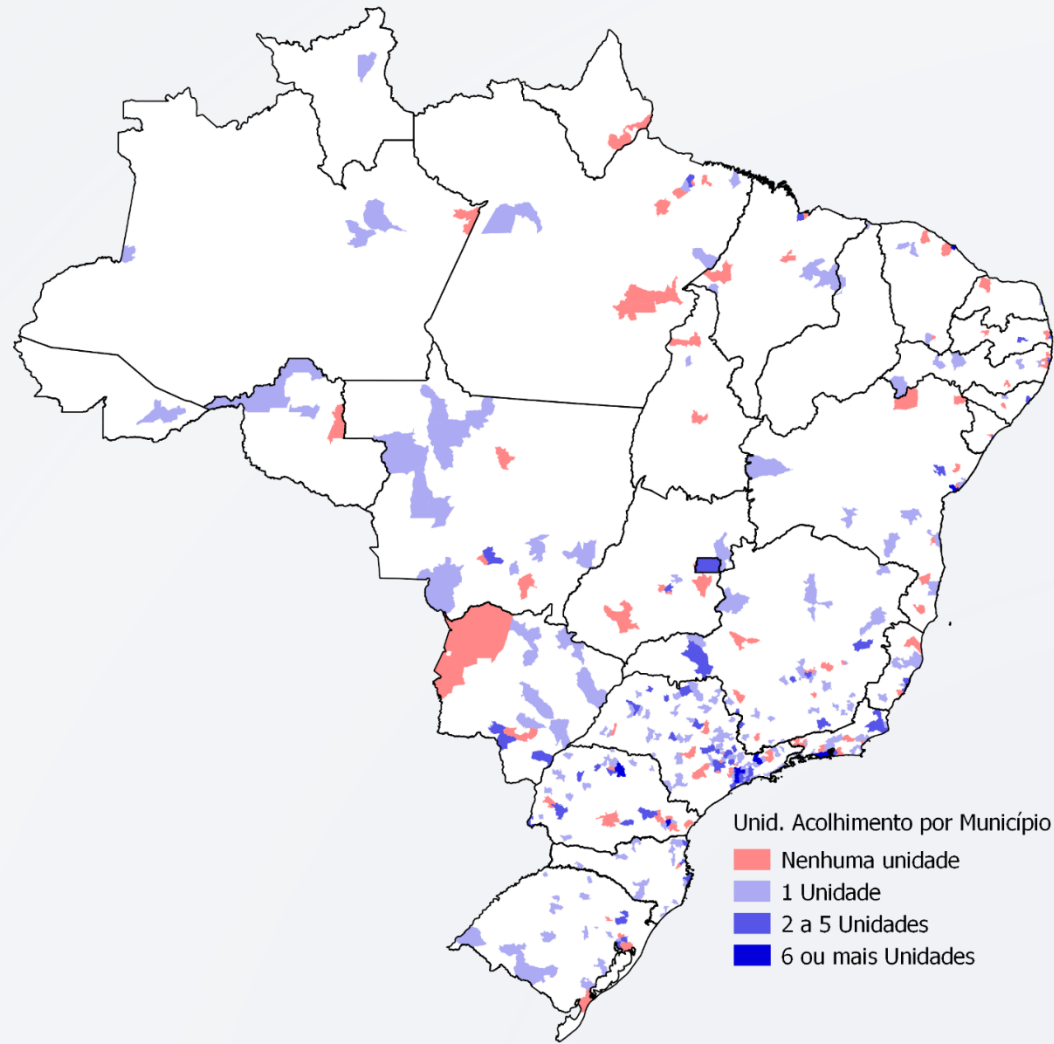 Unid. Acolhimento por Município
Nenhuma unidade
1 Unidade
2 a 5 Unidades
6 ou mais Unidades